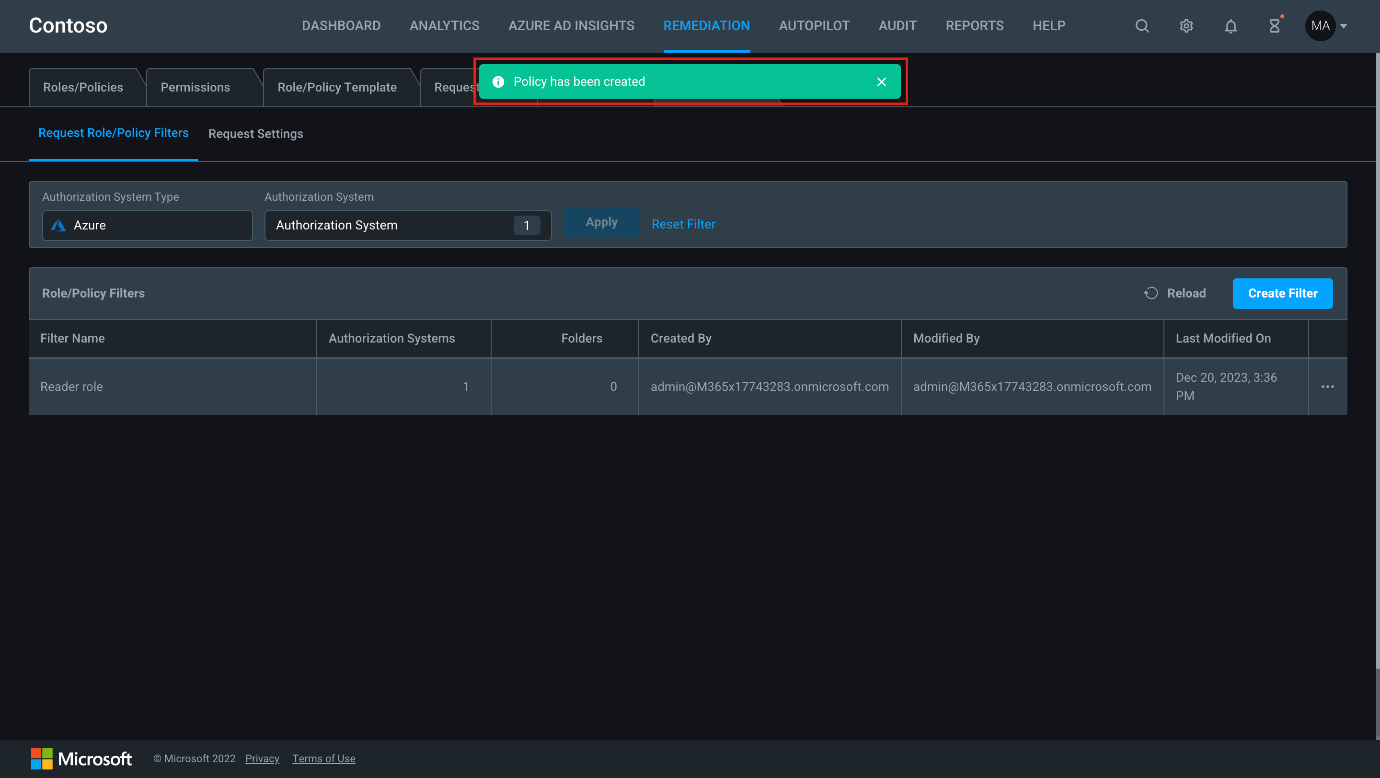 Contoso
DASHBOARD ANALYTICS AZURE AD INSIGHTS REMEDIATION AUTOPILOT AUDIT REPORTS HELP MA
Policy has been created
Roles/Policies Permissions Role/Policy Template
Request Role/Policy Filters Request Settings
Authorization System Type Authorization System
Azure Authorization System 1 Apply Reset Filter
Role/Policy Filters Reload Create Filter
Filter Name Authorization Systems Folders Created By Modified By Last Modified On
Reader role 1 0 admin@M365x17743283.onmicrosoft.com admin@M365x17743283.onmicrosoft.com Dec 20, 2023, 3:36
PM
Microsoft © Microsoft 2022 Privacy Terms of Use